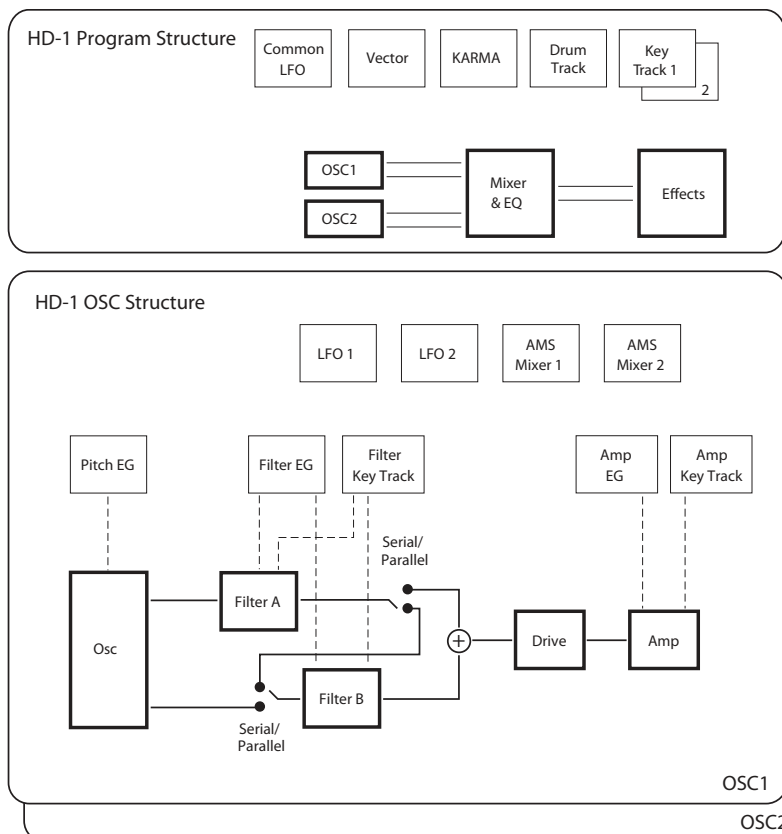 HD-1 Program Structure
Common
LFO
Vector
KARMA
Drum
Track
Key
Track 1
2
OSC1
OSC2
Mixer
& EQ
Effects
HD-1 OSC Structure
LFO 1
LFO 2
AMS
Mixer 1
AMS
Mixer 2
Pitch EG
Filter EG
Filter
Key Track
Amp
EG
Amp
Key Track
Serial/
Parallel
Osc
Filter A
+
Drive
Amp
Filter B
Serial/
Parallel
OSC1
OSC2